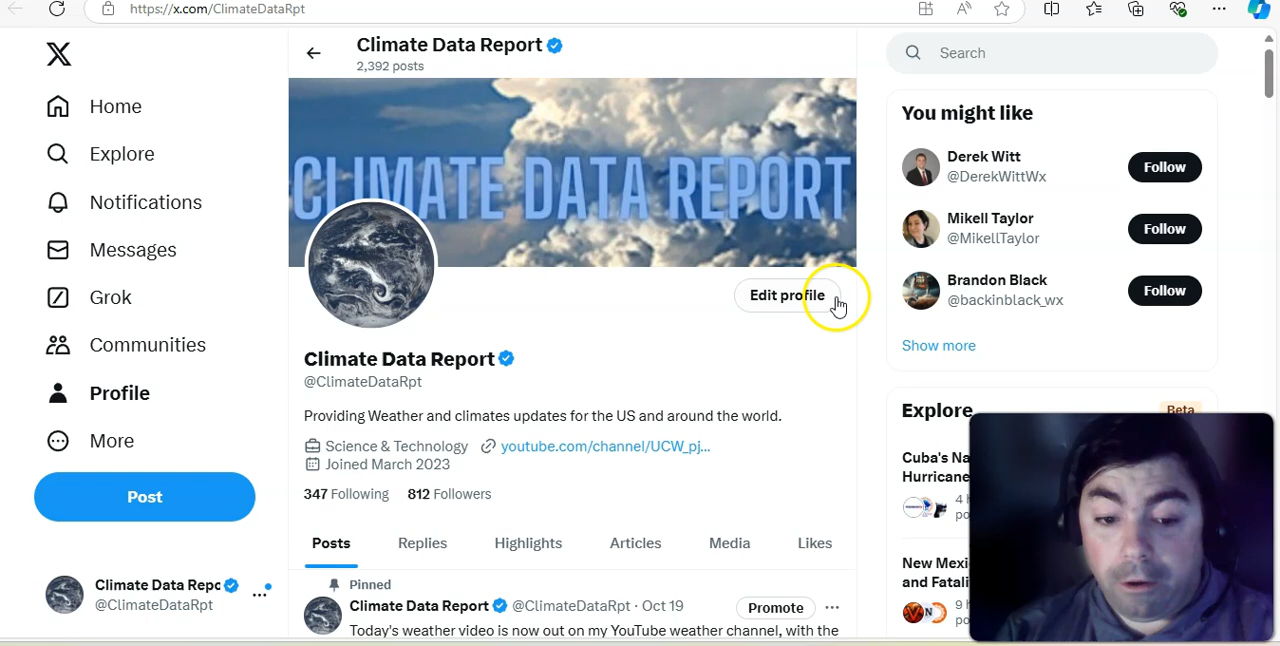 https://x.com/ClimateDataRpt
Climate Data Report
2,392 posts
Search
Home
Explore
Notifications
Messages
Grok
Communities
Profile
More
Post
Climate Data Repo
@ClimateDataRpt
CLIMATE DATA REPORT
Edit profile
Climate Data Report
@ClimateDataRpt
Providing Weather and climates updates for the US and around the world.
Science & Technology youtube.com/channel/UCW_pj...
Joined March 2023
347 Following 812 Followers
Posts Replies Highlights Articles Media Likes
Pinned
Climate Data Report @ClimateDataRpt · Oct 19
Promote
Today's weather video is now out on my YouTube weather channel, with the
You might like
Derek Witt
@DerekWittWx
Follow
Mikell Taylor
@MikellTaylor
Follow
Brandon Black
@backinblack_wx
Follow
Show more
Explore
Beta
Cuba's Na
Hurricane
4 h
po
New Mexi
and Fatali
9 h
po